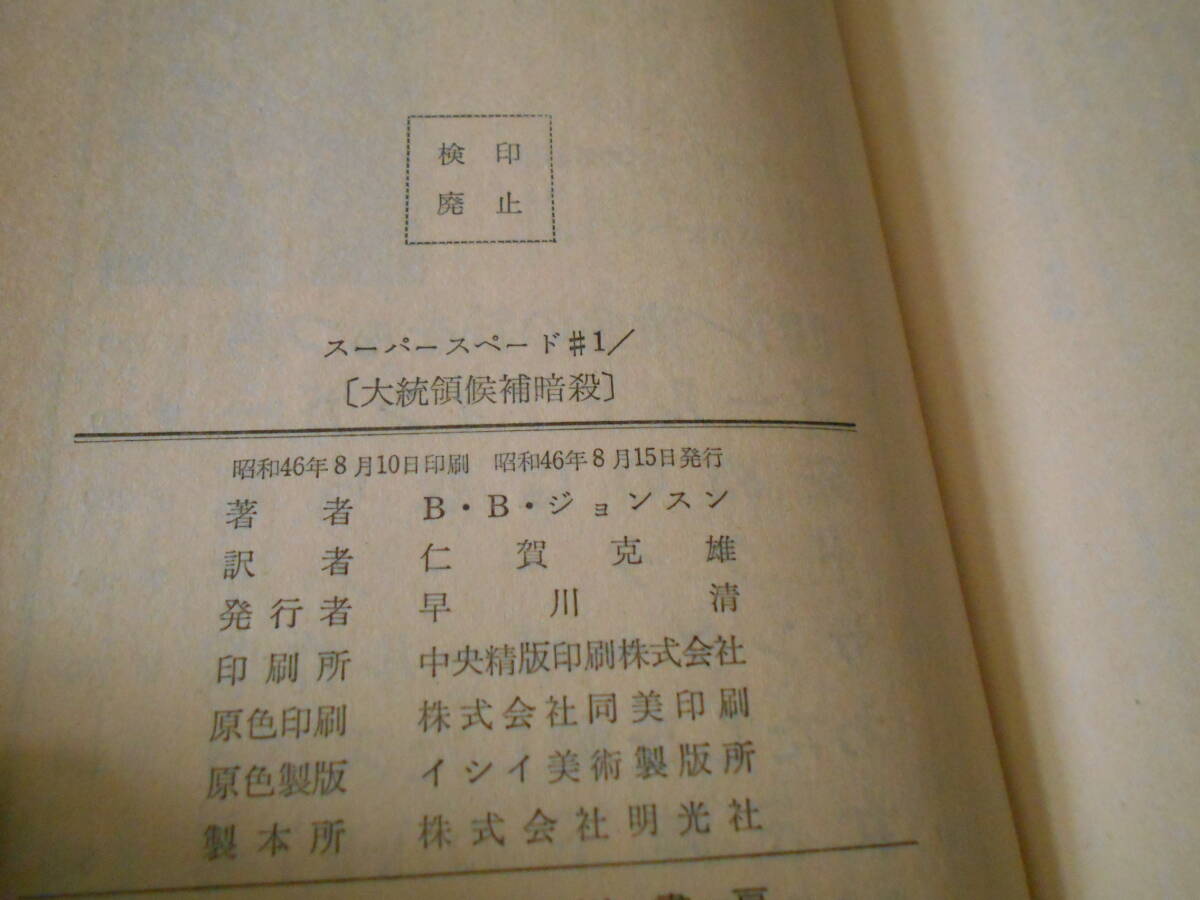 検印
廃止
スーパースペード♯1/
〔大統領候補暗殺〕
昭和46年8月10日印刷 昭和46年8月15日発行
著者 B・B・ジョンスン
訳者 仁賀克雄
発行者 早川清
印刷所 中央精版印刷株式会社
原色印刷 株式会社同美印刷
原色製版 イシイ美術製版所
製本所 株式会社明光社